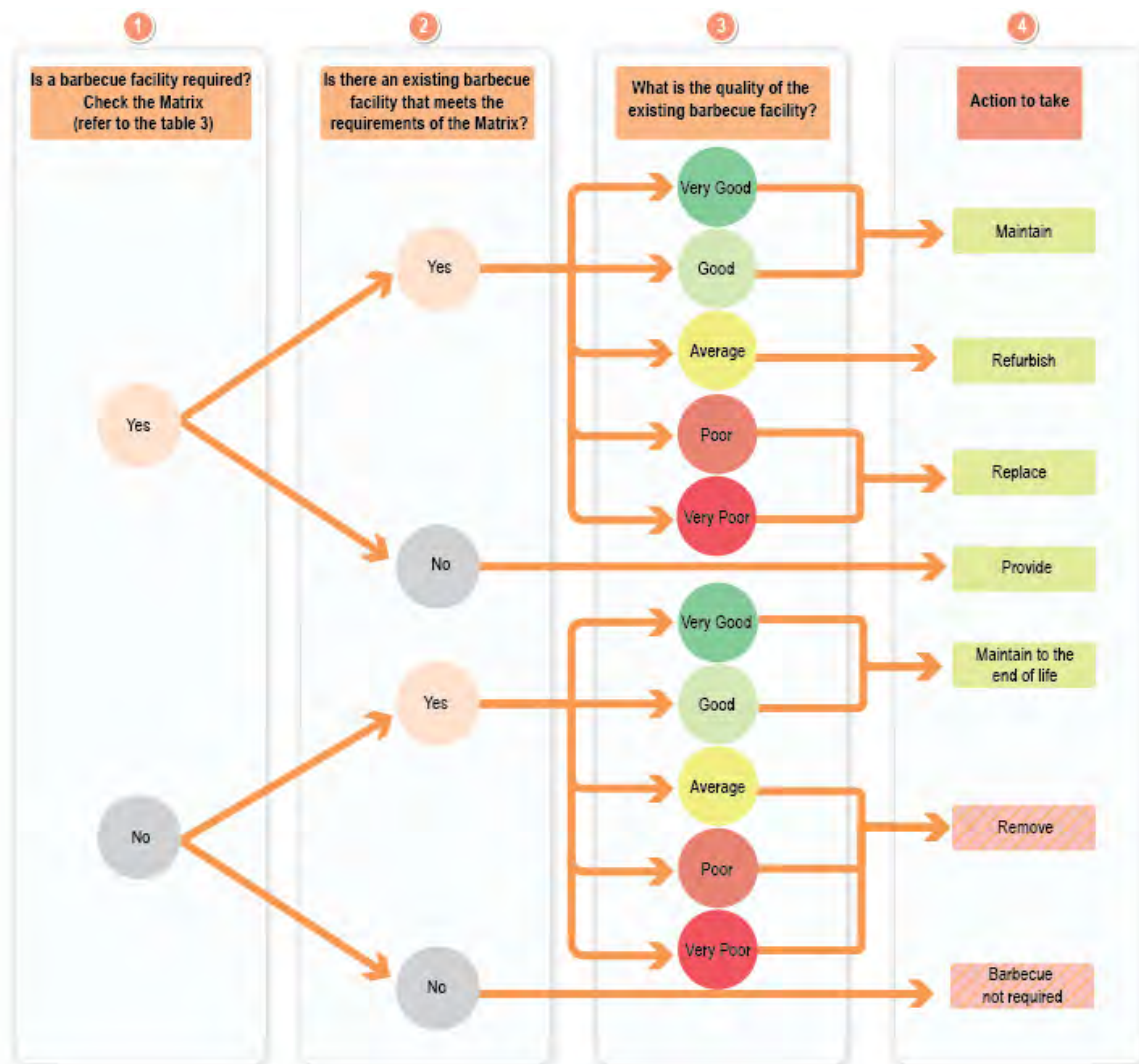 1
2
3
4
Is a barbecue facility required?
Check the Matrix
(refer to the table 3)
Is there an existing barbecue
facility that meets the
requirements of the Matrix?
What is the quality of the
existing barbecue facility?
Action to take
Yes
No
Yes
No
Yes
No
Very Good
Good
Average
Poor
Very Poor
Very Good
Good
Average
Poor
Very Poor
Maintain
Refurbish
Replace
Provide
Maintain to the
end of life
Remove
Barbecue
not required